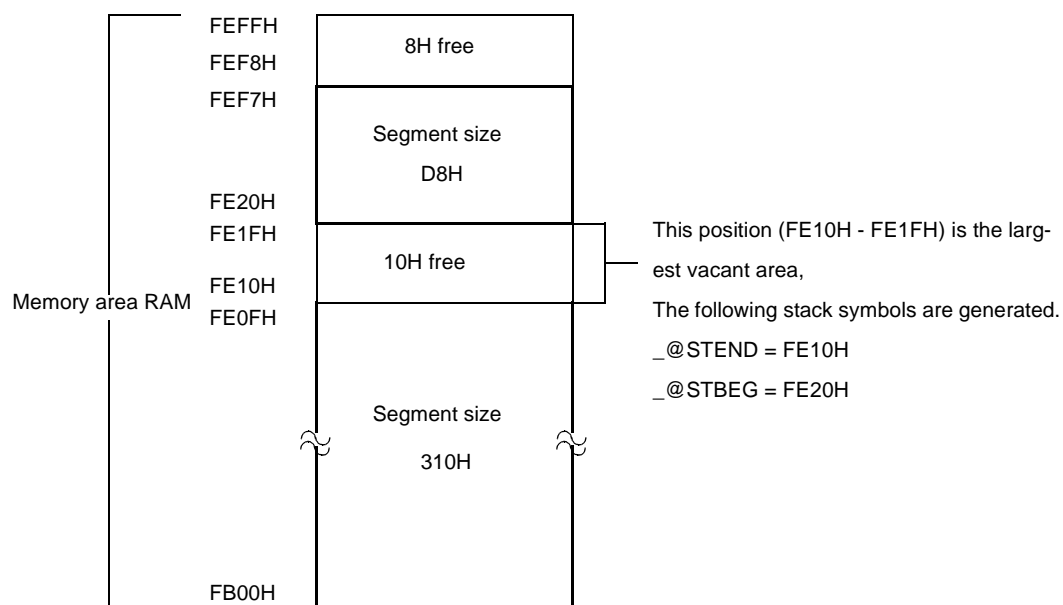 FEFFH
8H free
FEF8H
FEF7H
Segment size
D8H
FE20H
FE1FH
10H free
FE10H
Memory area RAM
FE0FH
This position (FE10H - FE1FH) is the larg-
est vacant area,
The following stack symbols are generated.
_@STEND = FE10H
_@STBEG = FE20H
Segment size
310H
FB00H